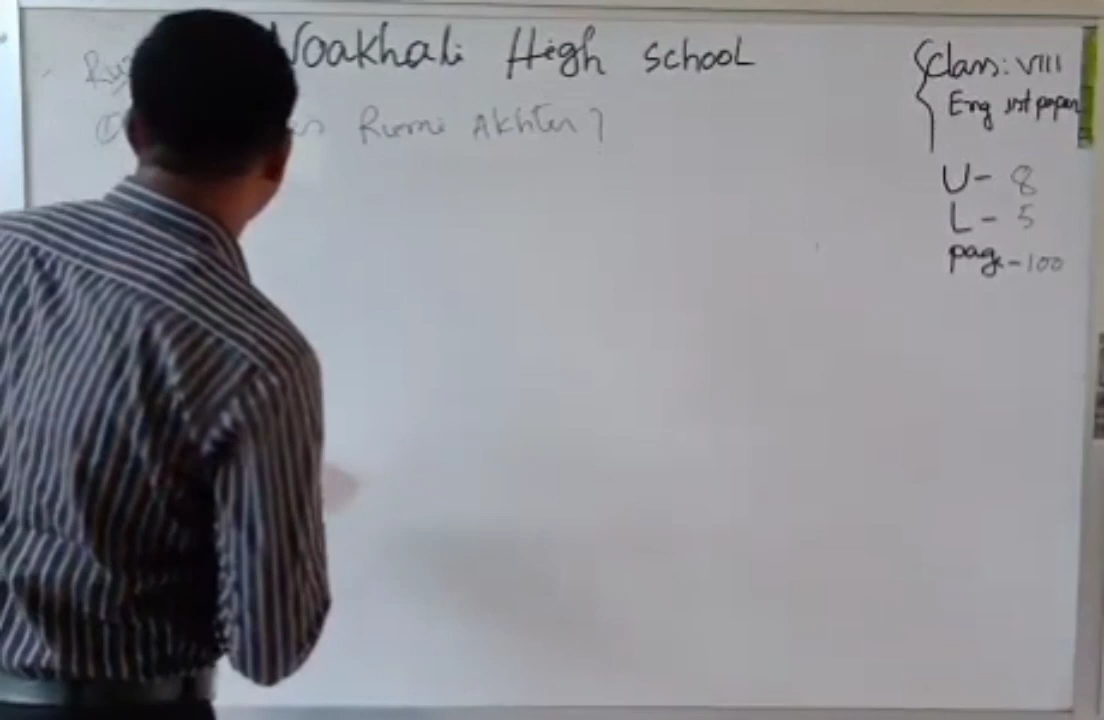 Noakhali High School
Rumi Akhter?
Class: VIII
Eng 1st paper
U- 8
L- 5
page-100